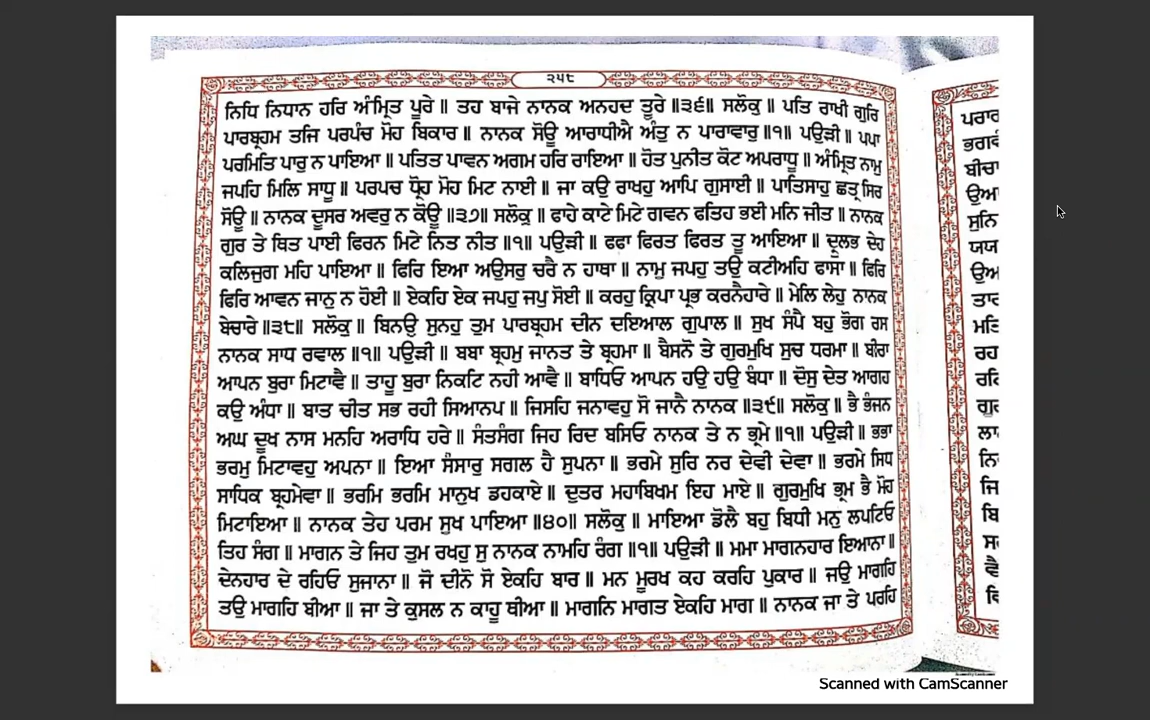 ੨੫੮
ਨਿਧਿ ਨਿਧਾਨ ਹਰਿ ਅੰਮ੍ਰਿਤ ਪੂਰੇ ॥ ਤਹ ਬਾਜੇ ਨਾਨਕ ਅਨਹਦ ਤੂਰੇ ॥੩੬॥ ਸਲੋਕੁ ॥ ਪਤਿ ਰਾਖੀ ਗੁਰਿ
ਪਾਰਬ੍ਰਹਮ ਤਜਿ ਪਰਪੰਚ ਮੋਹ ਬਿਕਾਰ ॥ ਨਾਨਕ ਸੋਊ ਆਰਾਧੀਐ ਅੰਤੁ ਨ ਪਾਰਾਵਾਰੁ ॥੧॥ ਪਉੜੀ ॥ ਪਪਾ
ਪਰਮਿਤਿ ਪਾਰੁ ਨ ਪਾਇਆ ॥ ਪਤਿਤ ਪਾਵਨ ਅਗਮ ਹਰਿ ਰਾਇਆ ॥ ਹੋਤ ਪੁਨੀਤ ਕੋਟ ਅਪਰਾਧੂ ॥ ਅੰਮ੍ਰਿਤ ਨਾਮੁ
ਜਪਹਿ ਮਿਲਿ ਸਾਧੂ ॥ ਪਰਪਚ ਧ੍ਰੋਹ ਮੋਹ ਮਿਟ ਨਾਈ ॥ ਜਾ ਕਉ ਰਾਖਹੁ ਆਪਿ ਗੁਸਾਈ ॥ ਪਾਤਿਸਾਹੁ ਛਤ੍ਰ ਸਿਰ
ਸੋਊ ॥ ਨਾਨਕ ਦੂਸਰ ਅਵਰੁ ਨ ਕੋਊ ॥੩੭॥ ਸਲੋਕੁ ॥ ਫਾਹੇ ਕਾਟੇ ਮਿਟੇ ਗਵਨ ਫਤਿਹ ਭਈ ਮਨਿ ਜੀਤ ॥ ਨਾਨਕ
ਗੁਰ ਤੇ ਥਿਤ ਪਾਈ ਫਿਰਨ ਮਿਟੇ ਨਿਤ ਨੀਤ ॥੧॥ ਪਉੜੀ ॥ ਫਫਾ ਫਿਰਤ ਫਿਰਤ ਤੂ ਆਇਆ ॥ ਦ੍ਰੁਲਭ ਦੇਹ
ਕਲਿਜੁਗ ਮਹਿ ਪਾਇਆ ॥ ਫਿਰਿ ਇਆ ਅਉਸਰੁ ਚਰੈ ਨ ਹਾਥਾ ॥ ਨਾਮੁ ਜਪਹੁ ਤਉ ਕਟੀਅਹਿ ਫਾਸਾ ॥ ਫਿਰਿ
ਫਿਰਿ ਆਵਨ ਜਾਨੁ ਨ ਹੋਈ ॥ ਏਕਹਿ ਏਕ ਜਪਹੁ ਜਪੁ ਸੋਈ ॥ ਕਰਹੁ ਕ੍ਰਿਪਾ ਪ੍ਰਭ ਕਰਨੈਹਾਰੇ ॥ ਮੇਲਿ ਲੇਹੁ ਨਾਨਕ
ਬੇਚਾਰੇ ॥੩੮॥ ਸਲੋਕੁ ॥ ਬਿਨਉ ਸੁਨਹੁ ਤੁਮ ਪਾਰਬ੍ਰਹਮ ਦੀਨ ਦਇਆਲ ਗੁਪਾਲ ॥ ਸੁਖ ਸੰਪੈ ਬਹੁ ਭੋਗ ਰਸ
ਨਾਨਕ ਸਾਧ ਰਵਾਲ ॥੧॥ ਪਉੜੀ ॥ ਬਬਾ ਬ੍ਰਹਮੁ ਜਾਨਤ ਤੇ ਬ੍ਰਹਮਾ ॥ ਬੈਸਨੋ ਤੇ ਗੁਰਮੁਖਿ ਸੁਚ ਧਰਮਾ ॥ ਬੀਰਾ
ਆਪਨ ਬੁਰਾ ਮਿਟਾਵੈ ॥ ਤਾਹੂ ਬੁਰਾ ਨਿਕਟਿ ਨਹੀ ਆਵੈ ॥ ਬਾਧਿਓ ਆਪਨ ਹਉ ਹਉ ਬੰਧਾ ॥ ਦੋਸੁ ਦੇਤ ਆਗਹ
ਕਉ ਅੰਧਾ ॥ ਬਾਤ ਚੀਤ ਸਭ ਰਹੀ ਸਿਆਨਪ ॥ ਜਿਸਹਿ ਜਨਾਵਹੁ ਸੋ ਜਾਨੈ ਨਾਨਕ ॥੩੯॥ ਸਲੋਕੁ ॥ ਭੈ ਭੰਜਨ
ਅਘ ਦੂਖ ਨਾਸ ਮਨਹਿ ਅਰਾਧਿ ਹਰੇ ॥ ਸੰਤਸੰਗ ਜਿਹ ਰਿਦ ਬਸਿਓ ਨਾਨਕ ਤੇ ਨ ਭ੍ਰਮੇ ॥੧॥ ਪਉੜੀ ॥ ਭਭਾ
ਭਰਮੁ ਮਿਟਾਵਹੁ ਅਪਨਾ ॥ ਇਆ ਸੰਸਾਰੁ ਸਗਲ ਹੈ ਸੁਪਨਾ ॥ ਭਰਮੇ ਸੁਰਿ ਨਰ ਦੇਵੀ ਦੇਵਾ ॥ ਭਰਮੇ ਸਿਧ
ਸਾਧਿਕ ਬ੍ਰਹਮੇਵਾ ॥ ਭਰਮਿ ਭਰਮਿ ਮਾਨੁਖ ਡਹਕਾਏ ॥ ਦੁਤਰ ਮਹਾਬਿਖਮ ਇਹ ਮਾਏ ॥ ਗੁਰਮੁਖਿ ਭ੍ਰਮ ਭੈ ਮੋਹ
ਮਿਟਾਇਆ ॥ ਨਾਨਕ ਤੇਹ ਪਰਮ ਸੁਖ ਪਾਇਆ ॥੪੦॥ ਸਲੋਕੁ ॥ ਮਾਇਆ ਡੋਲੈ ਬਹੁ ਬਿਧੀ ਮਨੁ ਲਪਟਿਓ
ਤਿਹ ਸੰਗ ॥ ਮਾਗਨ ਤੇ ਜਿਹ ਤੁਮ ਰਖਹੁ ਸੁ ਨਾਨਕ ਨਾਮਹਿ ਰੰਗ ॥੧॥ ਪਉੜੀ ॥ ਮਮਾ ਮਾਗਨਹਾਰ ਇਆਨਾ ॥
ਦੇਨਹਾਰ ਦੇ ਰਹਿਓ ਸੁਜਾਨਾ ॥ ਜੋ ਦੀਨੋ ਸੋ ਏਕਹਿ ਬਾਰ ॥ ਮਨ ਮੂਰਖ ਕਹ ਕਰਹਿ ਪੁਕਾਰ ॥ ਜਉ ਮਾਗਹਿ
ਤਉ ਮਾਗਹਿ ਬੀਆ ॥ ਜਾ ਤੇ ਕੁਸਲ ਨ ਕਾਹੂ ਥੀਆ ॥ ਮਾਗਨਿ ਮਾਗਤ ਏਕਹਿ ਮਾਗ ॥ ਨਾਨਕ ਜਾ ਤੇ ਪਰਹਿ
Scanned with CamScanner